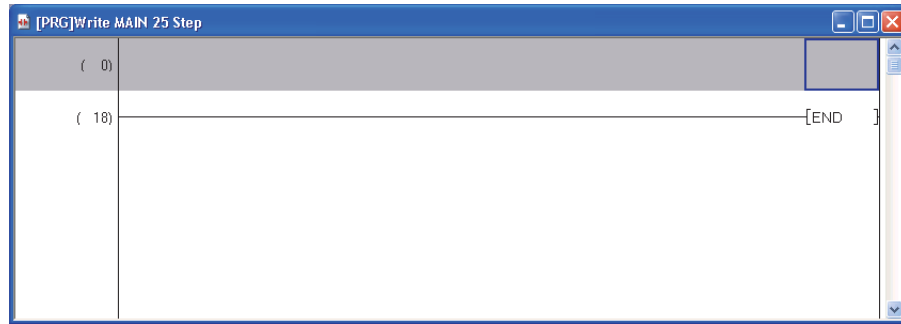 [PRG]Write MAIN 25 Step
( 0)
( 18) [END ]